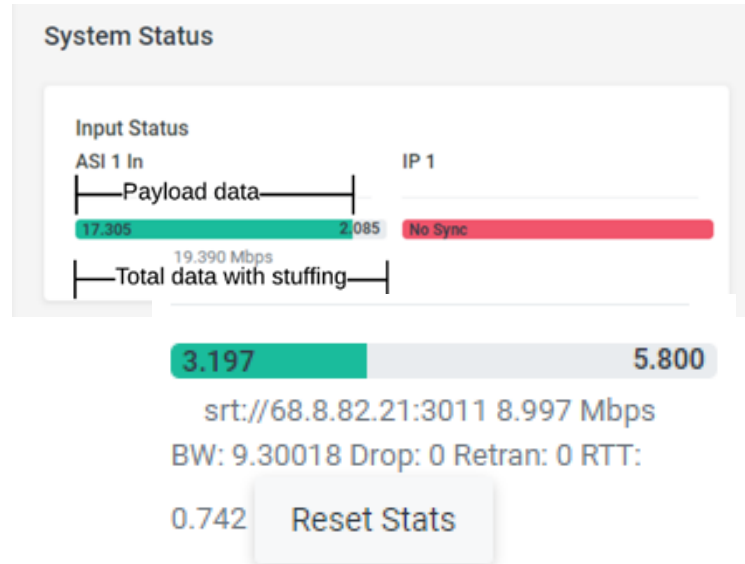 System Status
Input Status
ASI 1 In
IP 1
Payload data
17.305 2.085
No Sync
19.390 Mbps
Total data with stuffing
3.197 5.800
srt://68.8.82.21:3011 8.997 Mbps
BW: 9.30018 Drop: 0 Retran: 0 RTT:
0.742 Reset Stats